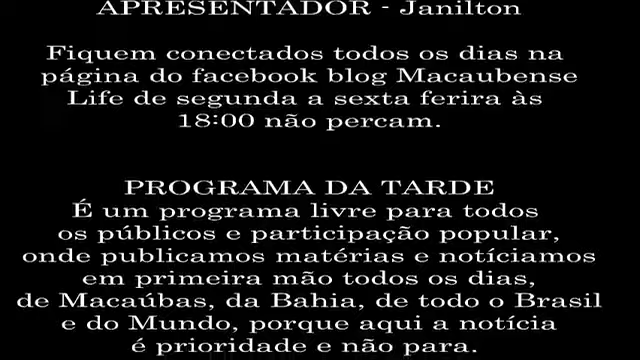 APRESENTADOR - Janilton
Fiquem conectados todos os dias na
página do facebook blog Macaubense
Life de segunda a sexta ferira às
18:00 não percam.
PROGRAMA DA TARDE
É um programa livre para todos
os públicos e participação popular,
onde publicamos matérias e notíciamos
em primeira mão todos os dias,
de Macaúbas, da Bahia, de todo o Brasil
e do Mundo, porque aqui a notícia
é prioridade e não para.